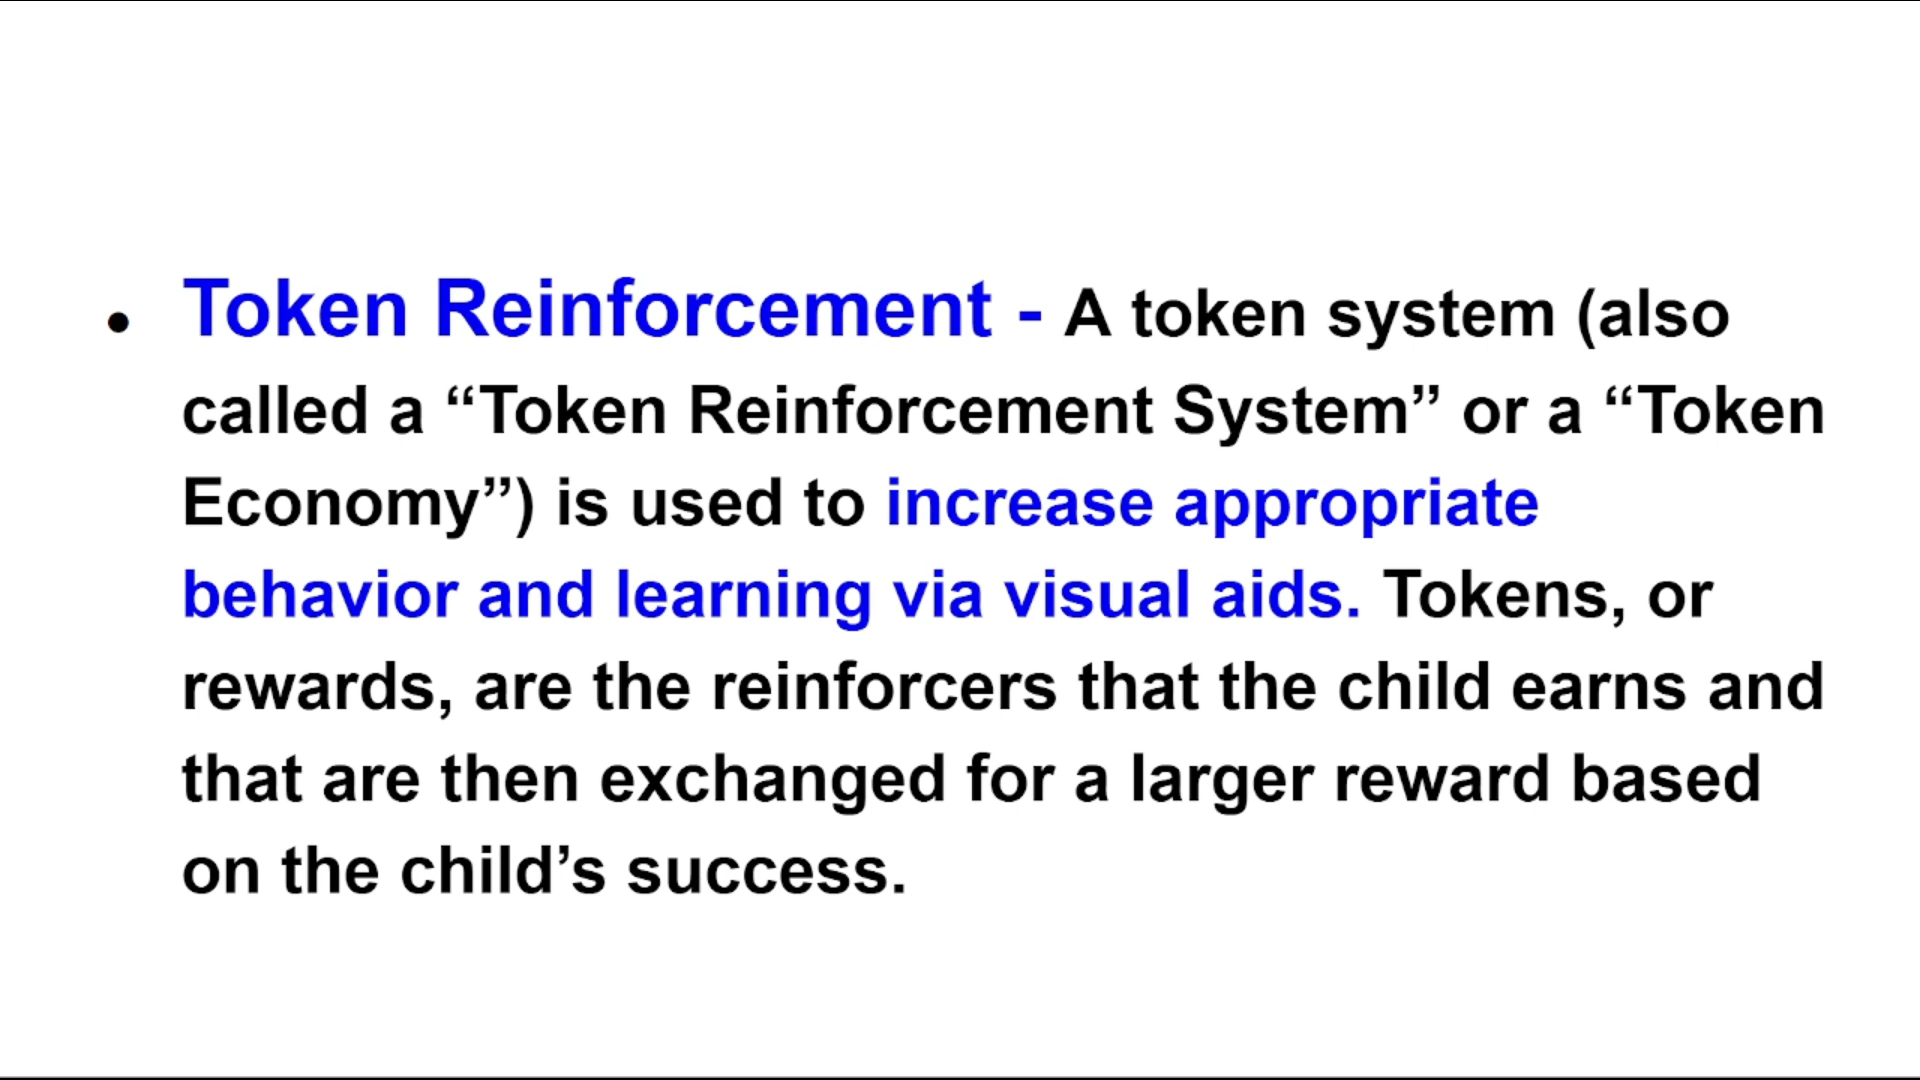 • Token Reinforcement - A token system (also
called a “Token Reinforcement System” or a “Token
Economy”) is used to increase appropriate
behavior and learning via visual aids. Tokens, or
rewards, are the reinforcers that the child earns and
that are then exchanged for a larger reward based
on the child’s success.